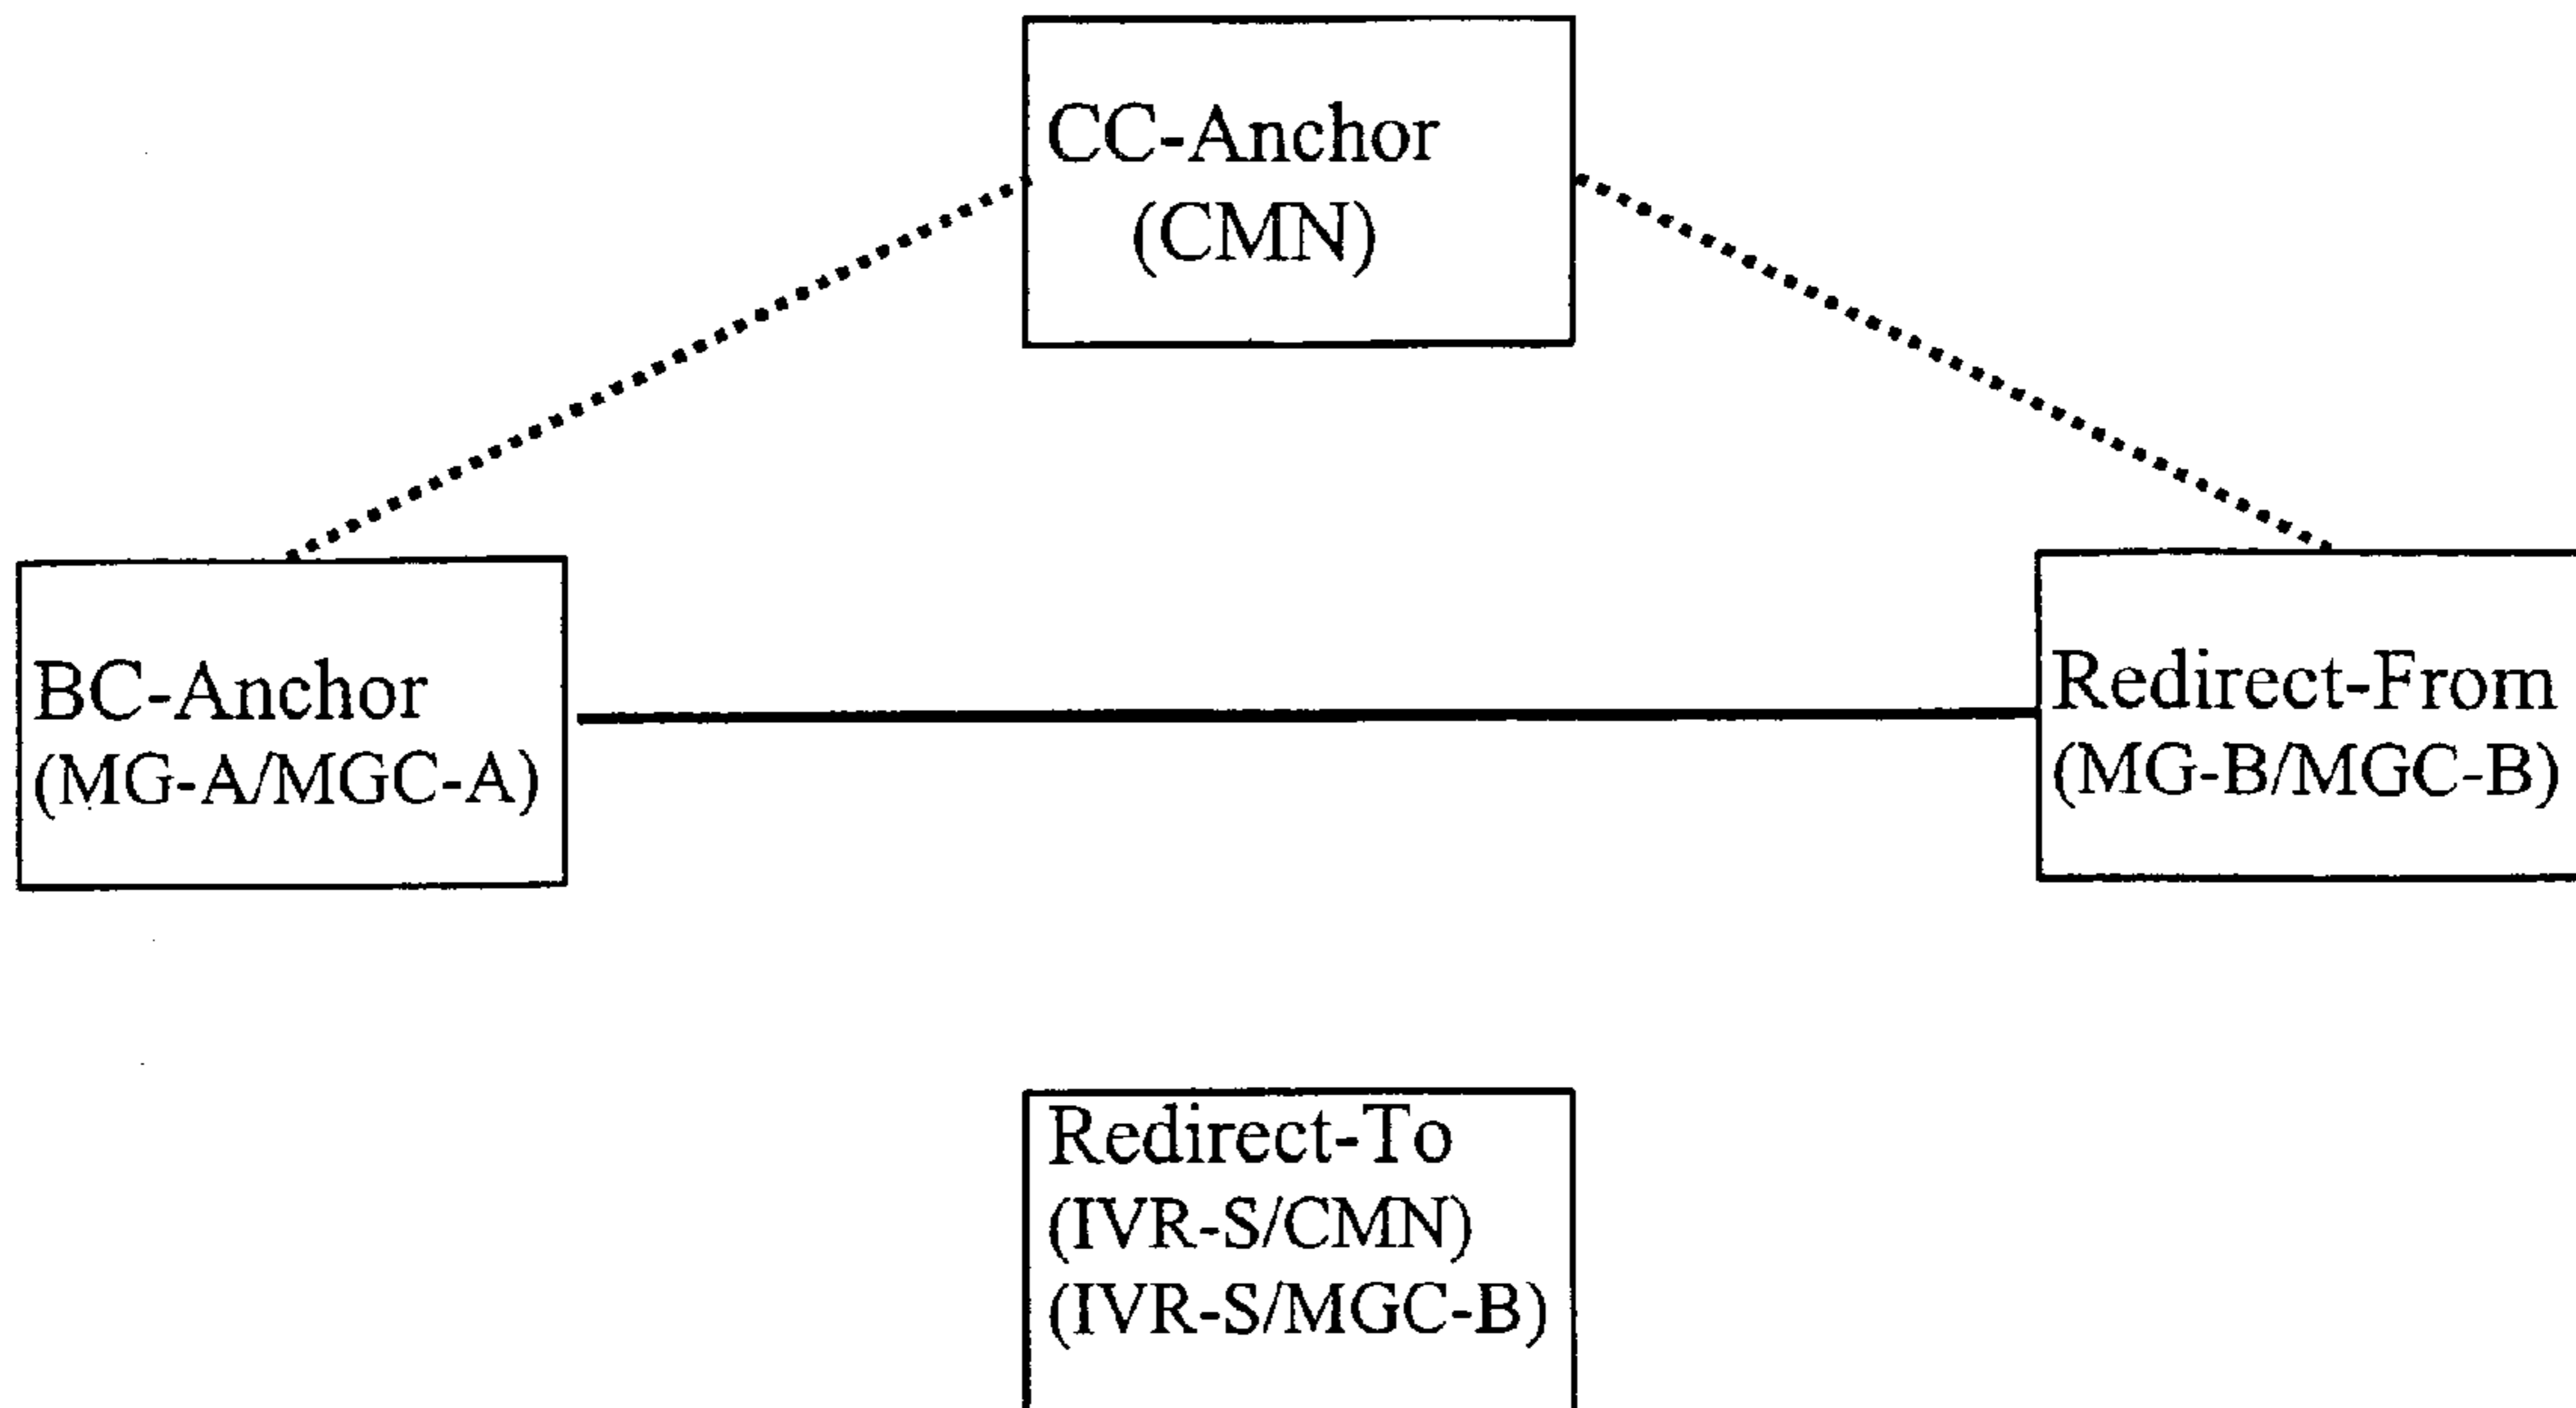 CC-Anchor
(CMN)
BC-Anchor
(MG-A/MGC-A)
Redirect-From
(MG-B/MGC-B)
Redirect-To
(IVR-S/CMN)
(IVR-S/MGC-B)